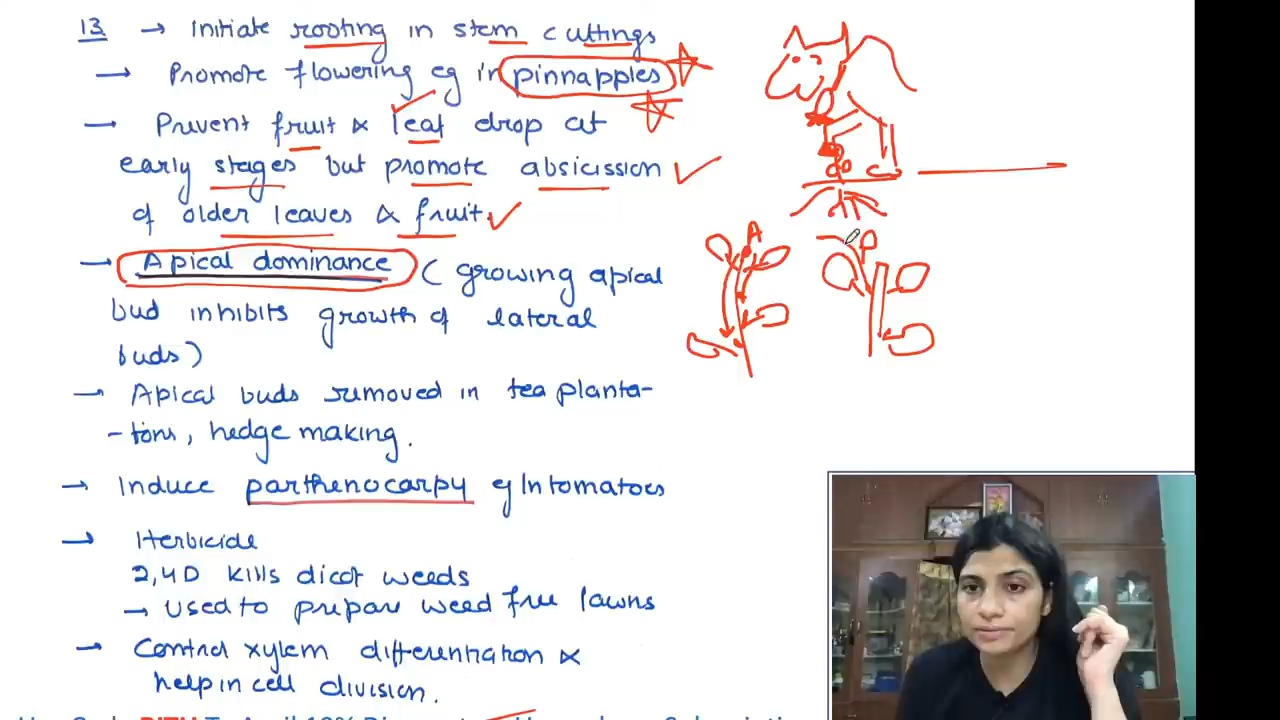 13 → Initiate rooting in stem cuttings
→ Promote flowering eg in pinnapples
→ Prevent fruit & leaf drop at
early stages but promote absicission
of older leaves & fruit
→ Apical dominance (growing apical
bud inhibits growth of lateral
buds)
→ Apical buds removed in tea planta-
-tions, hedge making.
→ Induce parthenocarpy eg In tomatoes
→ Herbicide
2,4D kills dicot weeds
→ Used to prepare weed free lawns
→ Control xylem differentiation &
help in cell division.
A